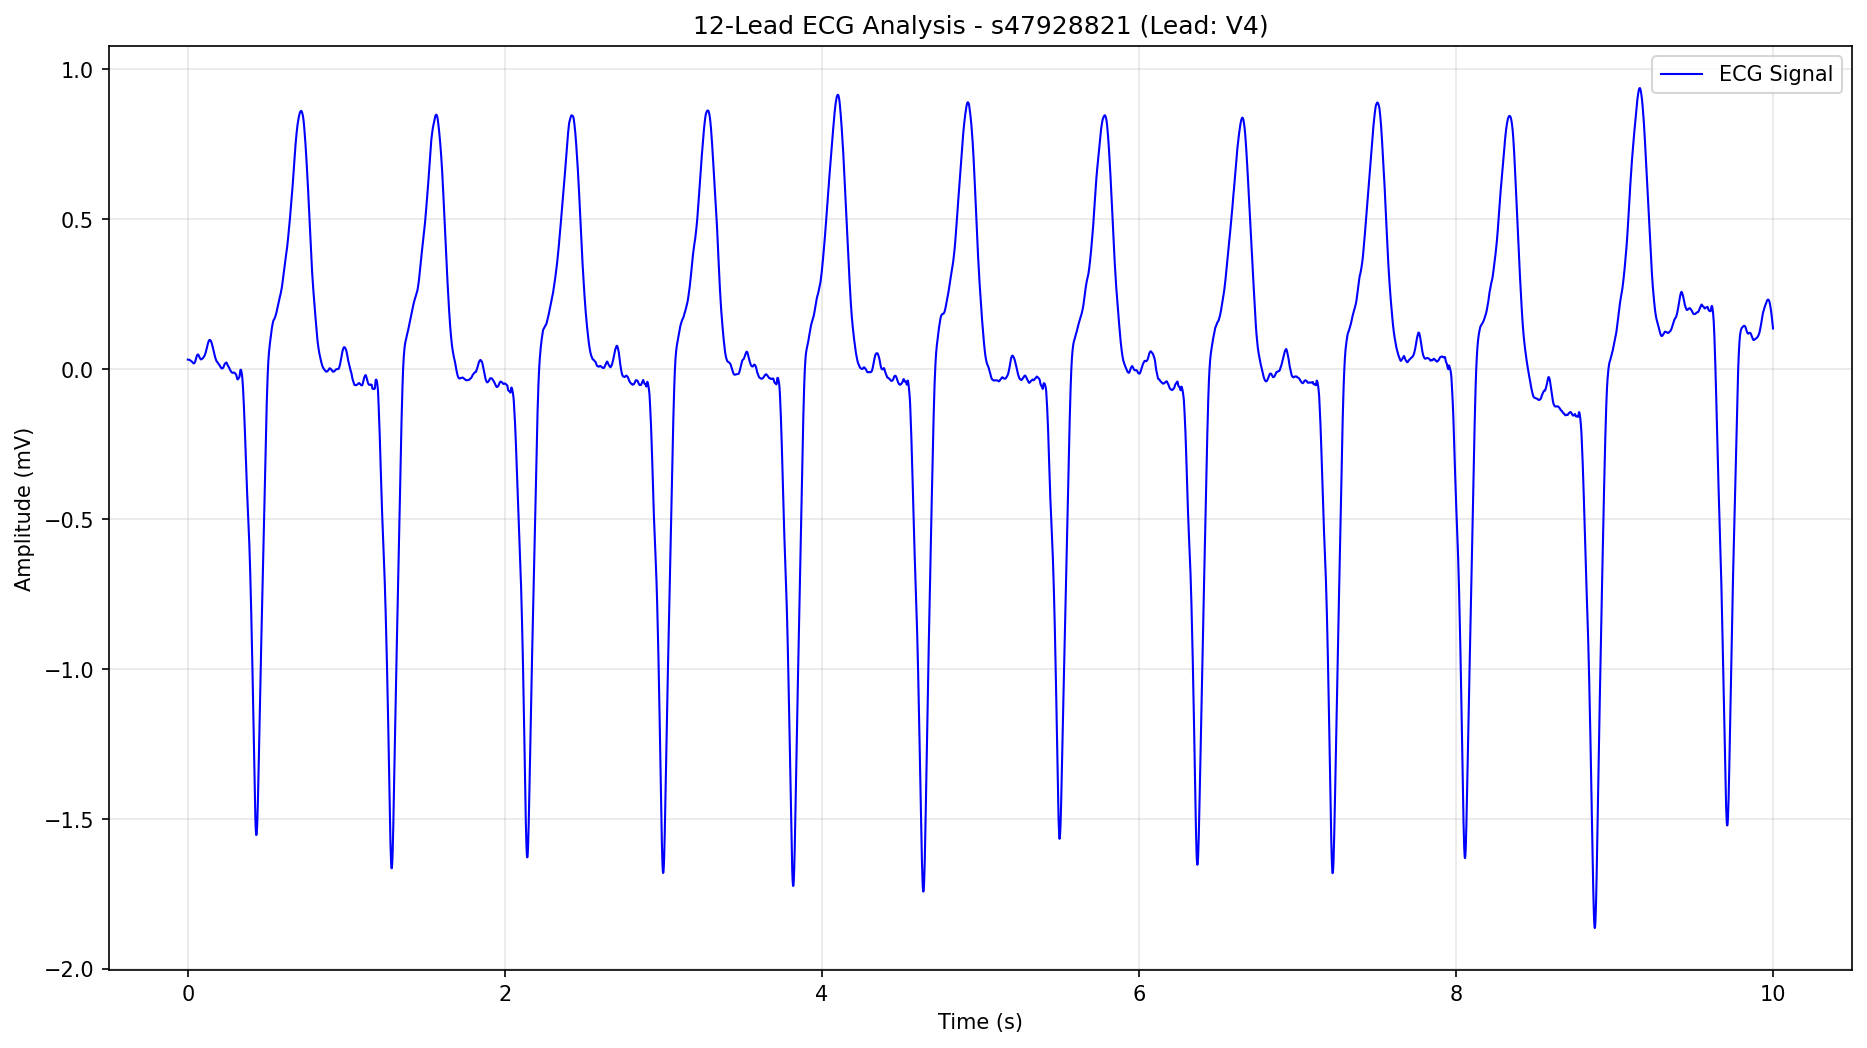 12-Lead ECG Analysis - s47928821 (Lead: V4)
ECG Signal
Amplitude (mV)
1.0
0.5
0.0
−0.5
−1.0
−1.5
−2.0
0 2 4 6 8 10
Time (s)